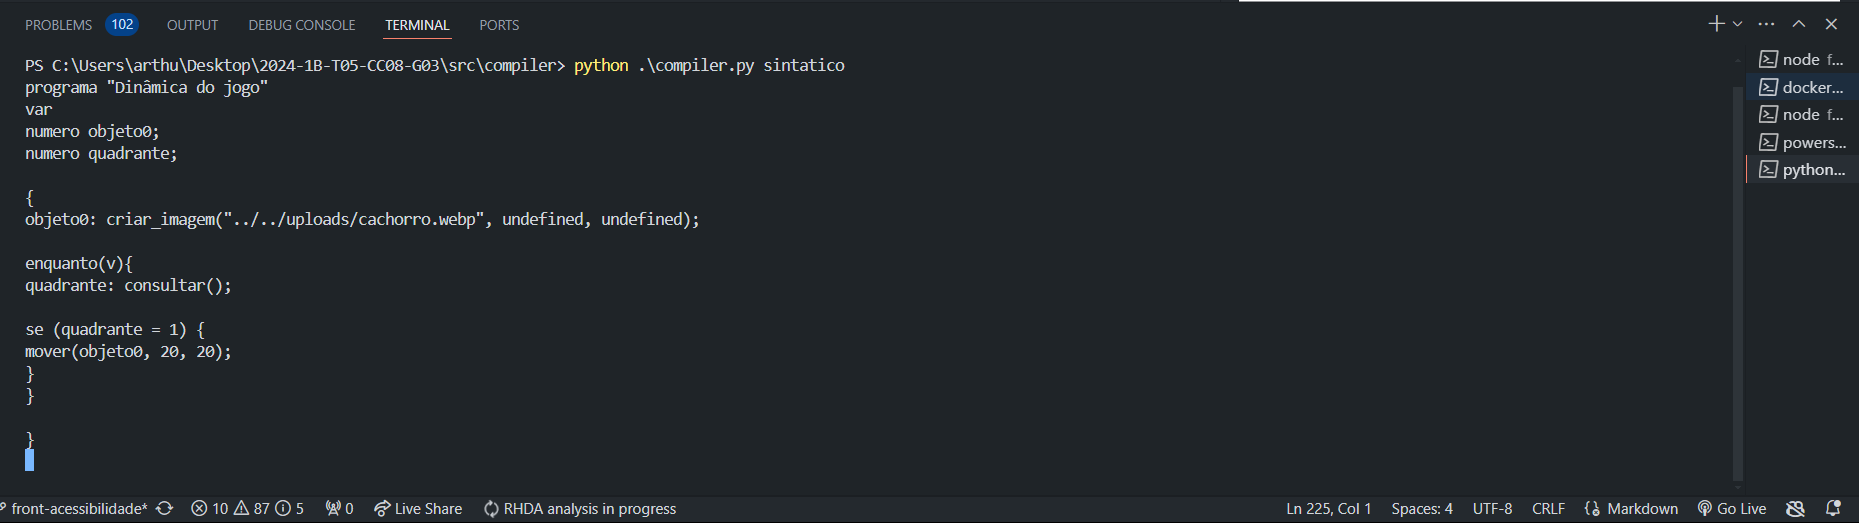 PROBLEMS 102 OUTPUT DEBUG CONSOLE TERMINAL PORTS
PS C:\Users\arthu\Desktop\2024-1B-T05-CC08-G03\src\compiler> python .\compiler.py sintatico
programa "Dinâmica do jogo"
var
numero objeto0;
numero quadrante;
{
objeto0: criar_imagem("../../uploads/cachorro.webp", undefined, undefined);
enquanto(v){
quadrante: consultar();
se (quadrante = 1) {
mover(objeto0, 20, 20);
}
}
}
node f...
docker...
node f...
powers...
python...
front-acessibilidade* 10 87 5 0 Live Share RHDA analysis in progress Ln 225, Col 1 Spaces: 4 UTF-8 CRLF Markdown Go Live